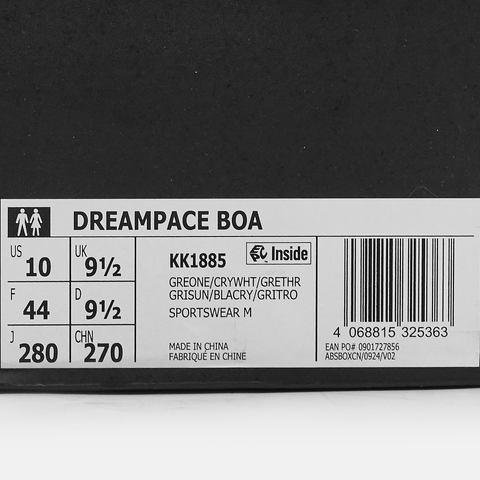 DREAMPACE BOA
US 10 UK 9½
F 44 D 9½
J 280 CHN 270
KK1885 Inside
GREONE/CRYWHT/GRETHR
GRISUN/BLACRY/GRITRO
SPORTSWEAR M
MADE IN CHINA
FABRIQUÉ EN CHINE
4 068815 325363
EAN PO# 0901727856
ABSBOXCN/0924/V02